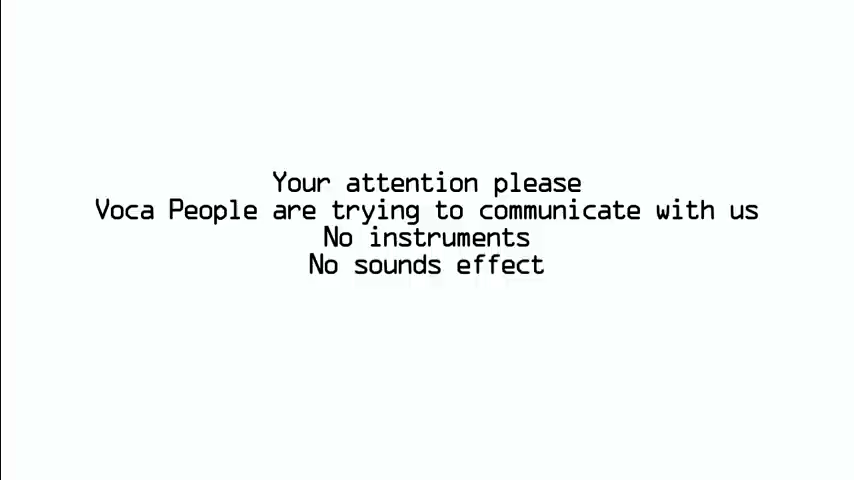 Your attention please
Voca People are trying to communicate with us
No instruments
No sounds effect